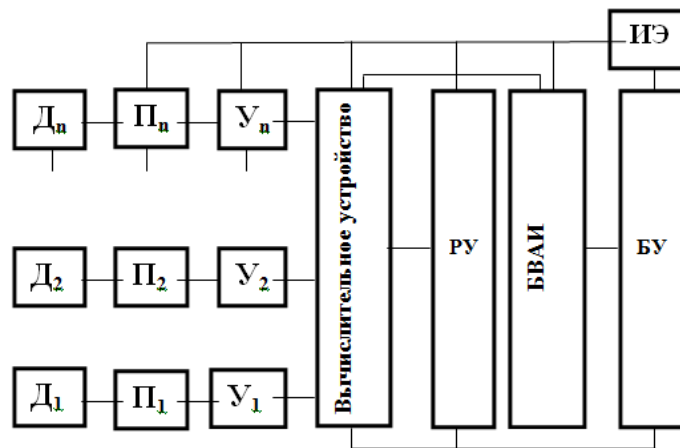 ИЭ
Дn
Пn
Уn
Вычислительное устройство
РУ
БВАИ
БУ
Д2
П2
У2
Д1
П1
У1